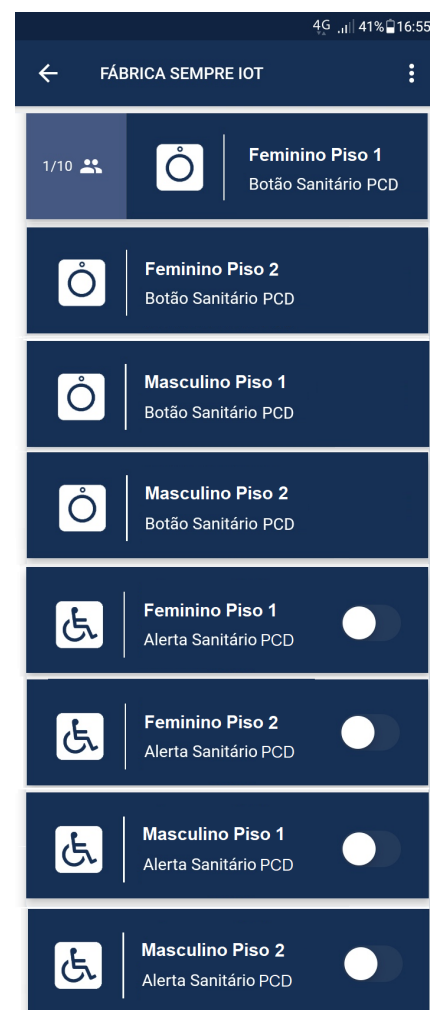 4G 41% 16:55
FÁBRICA SEMPRE IOT
1/10
Feminino Piso 1
Botão Sanitário PCD
Feminino Piso 2
Botão Sanitário PCD
Masculino Piso 1
Botão Sanitário PCD
Masculino Piso 2
Botão Sanitário PCD
Feminino Piso 1
Alerta Sanitário PCD
Feminino Piso 2
Alerta Sanitário PCD
Masculino Piso 1
Alerta Sanitário PCD
Masculino Piso 2
Alerta Sanitário PCD